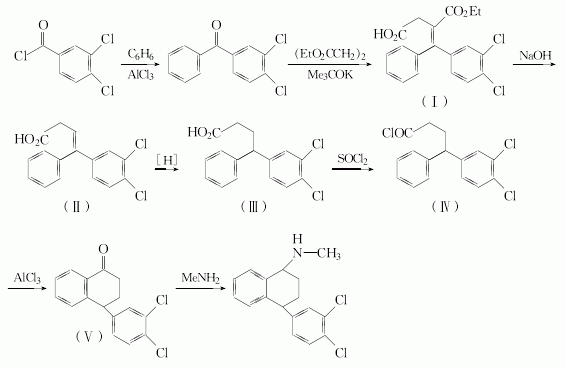 O Cl Cl Cl
C6H6
AlCl3
O Cl Cl
(EtO2CCH2)2
Me3COK
CO2Et HO2C Cl Cl
(Ⅰ)
NaOH
HO2C Cl Cl
(Ⅱ)
[H]
HO2C Cl Cl
(Ⅲ)
SOCl2
ClOC Cl Cl
(Ⅳ)
AlCl3
O Cl Cl
(Ⅴ)
MeNH2
H
N—CH3
Cl
Cl